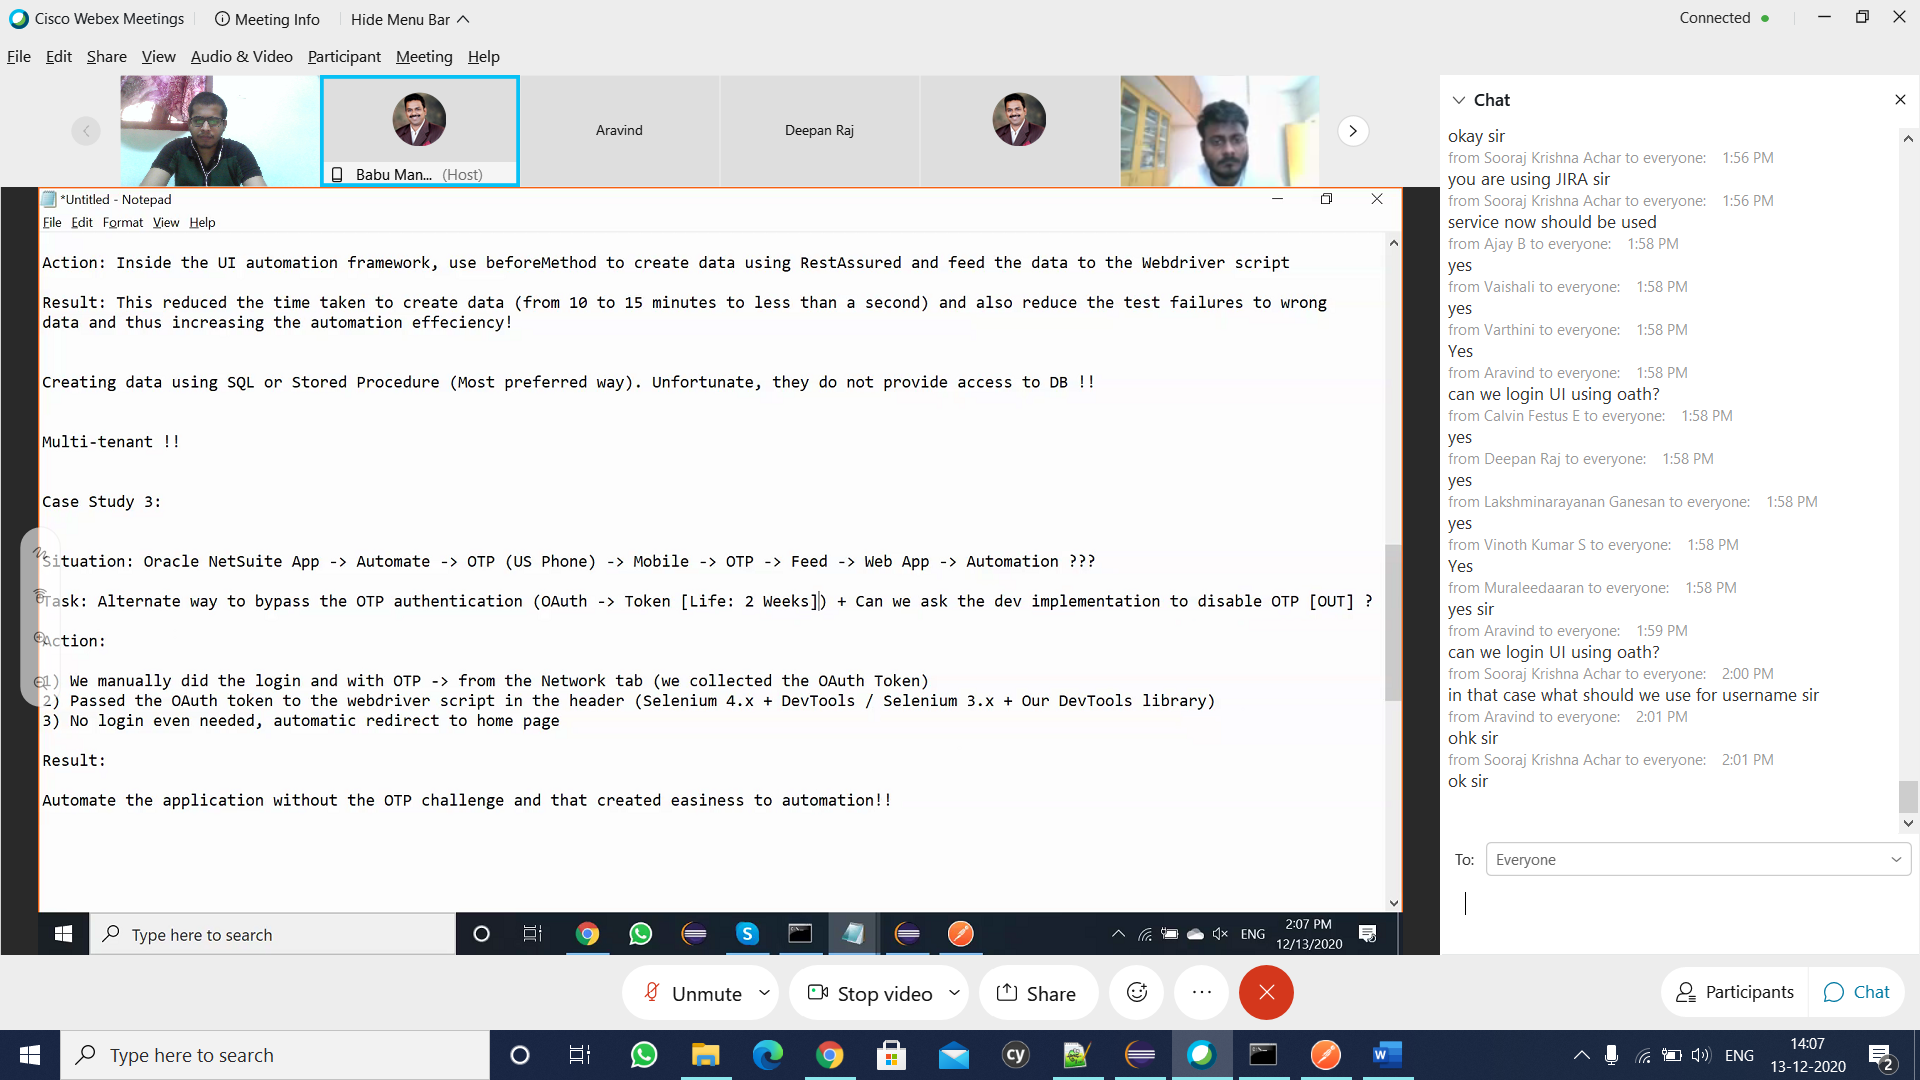 Cisco Webex Meetings
Meeting Info
Hide Menu Bar
Connected
File Edit Share View Audio & Video Participant Meeting Help
Babu Man... (Host)
Aravind
Deepan Raj
*Untitled - Notepad
File Edit Format View Help
Action: Inside the UI automation framework, use beforeMethod to create data using RestAssured and feed the data to the Webdriver script
Result: This reduced the time taken to create data (from 10 to 15 minutes to less than a second) and also reduce the test failures to wrong
data and thus increasing the automation effeciency!
Creating data using SQL or Stored Procedure (Most preferred way). Unfortunate, they do not provide access to DB !!
Multi-tenant !!
Case Study 3:
Situation: Oracle NetSuite App -> Automate -> OTP (US Phone) -> Mobile -> OTP -> Feed -> Web App -> Automation ???
Task: Alternate way to bypass the OTP authentication (OAuth -> Token [Life: 2 Weeks]) + Can we ask the dev implementation to disable OTP [OUT] ?
Action:
1) We manually did the login and with OTP -> from the Network tab (we collected the OAuth Token)
2) Passed the OAuth token to the webdriver script in the header (Selenium 4.x + DevTools / Selenium 3.x + Our DevTools library)
3) No login even needed, automatic redirect to home page
Result:
Automate the application without the OTP challenge and that created easiness to automation!!
Type here to search
ENG
2:07 PM
12/13/2020
Chat
okay sir
from Sooraj Krishna Achar to everyone: 1:56 PM
you are using JIRA sir
from Sooraj Krishna Achar to everyone: 1:56 PM
service now should be used
from Ajay B to everyone: 1:58 PM
yes
from Vaishali to everyone: 1:58 PM
yes
from Varthini to everyone: 1:58 PM
Yes
from Aravind to everyone: 1:58 PM
can we login UI using oath?
from Calvin Festus E to everyone: 1:58 PM
yes
from Deepan Raj to everyone: 1:58 PM
yes
from Lakshminarayanan Ganesan to everyone: 1:58 PM
yes
from Vinoth Kumar S to everyone: 1:58 PM
Yes
from Muraleedaaran to everyone: 1:58 PM
yes sir
from Aravind to everyone: 1:59 PM
can we login UI using oath?
from Sooraj Krishna Achar to everyone: 2:00 PM
in that case what should we use for username sir
from Aravind to everyone: 2:01 PM
ohk sir
from Sooraj Krishna Achar to everyone: 2:01 PM
ok sir
To: Everyone
Unmute
Stop video
Share
Participants
Chat
Type here to search
cy
ENG
14:07
13-12-2020
2